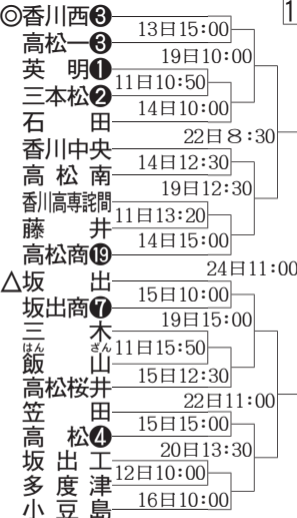 1
◎香川西❸
13日15:00
高松一❸
19日10:00
英明❶
11日10:50
三本松❷
14日10:00
石田
22日8:30
香川中央
14日12:30
高松南
19日12:30
香川高専詫間
11日13:20
藤井
14日15:00
高松商⓳
24日11:00
△坂出
15日10:00
坂出商❼
19日15:00
三木
11日15:50
はんざん
飯山
15日12:30
高松桜井
22日11:00
笠田
15日15:00
高松❹
20日13:30
坂出工
12日10:00
多度津
16日10:00
小豆島